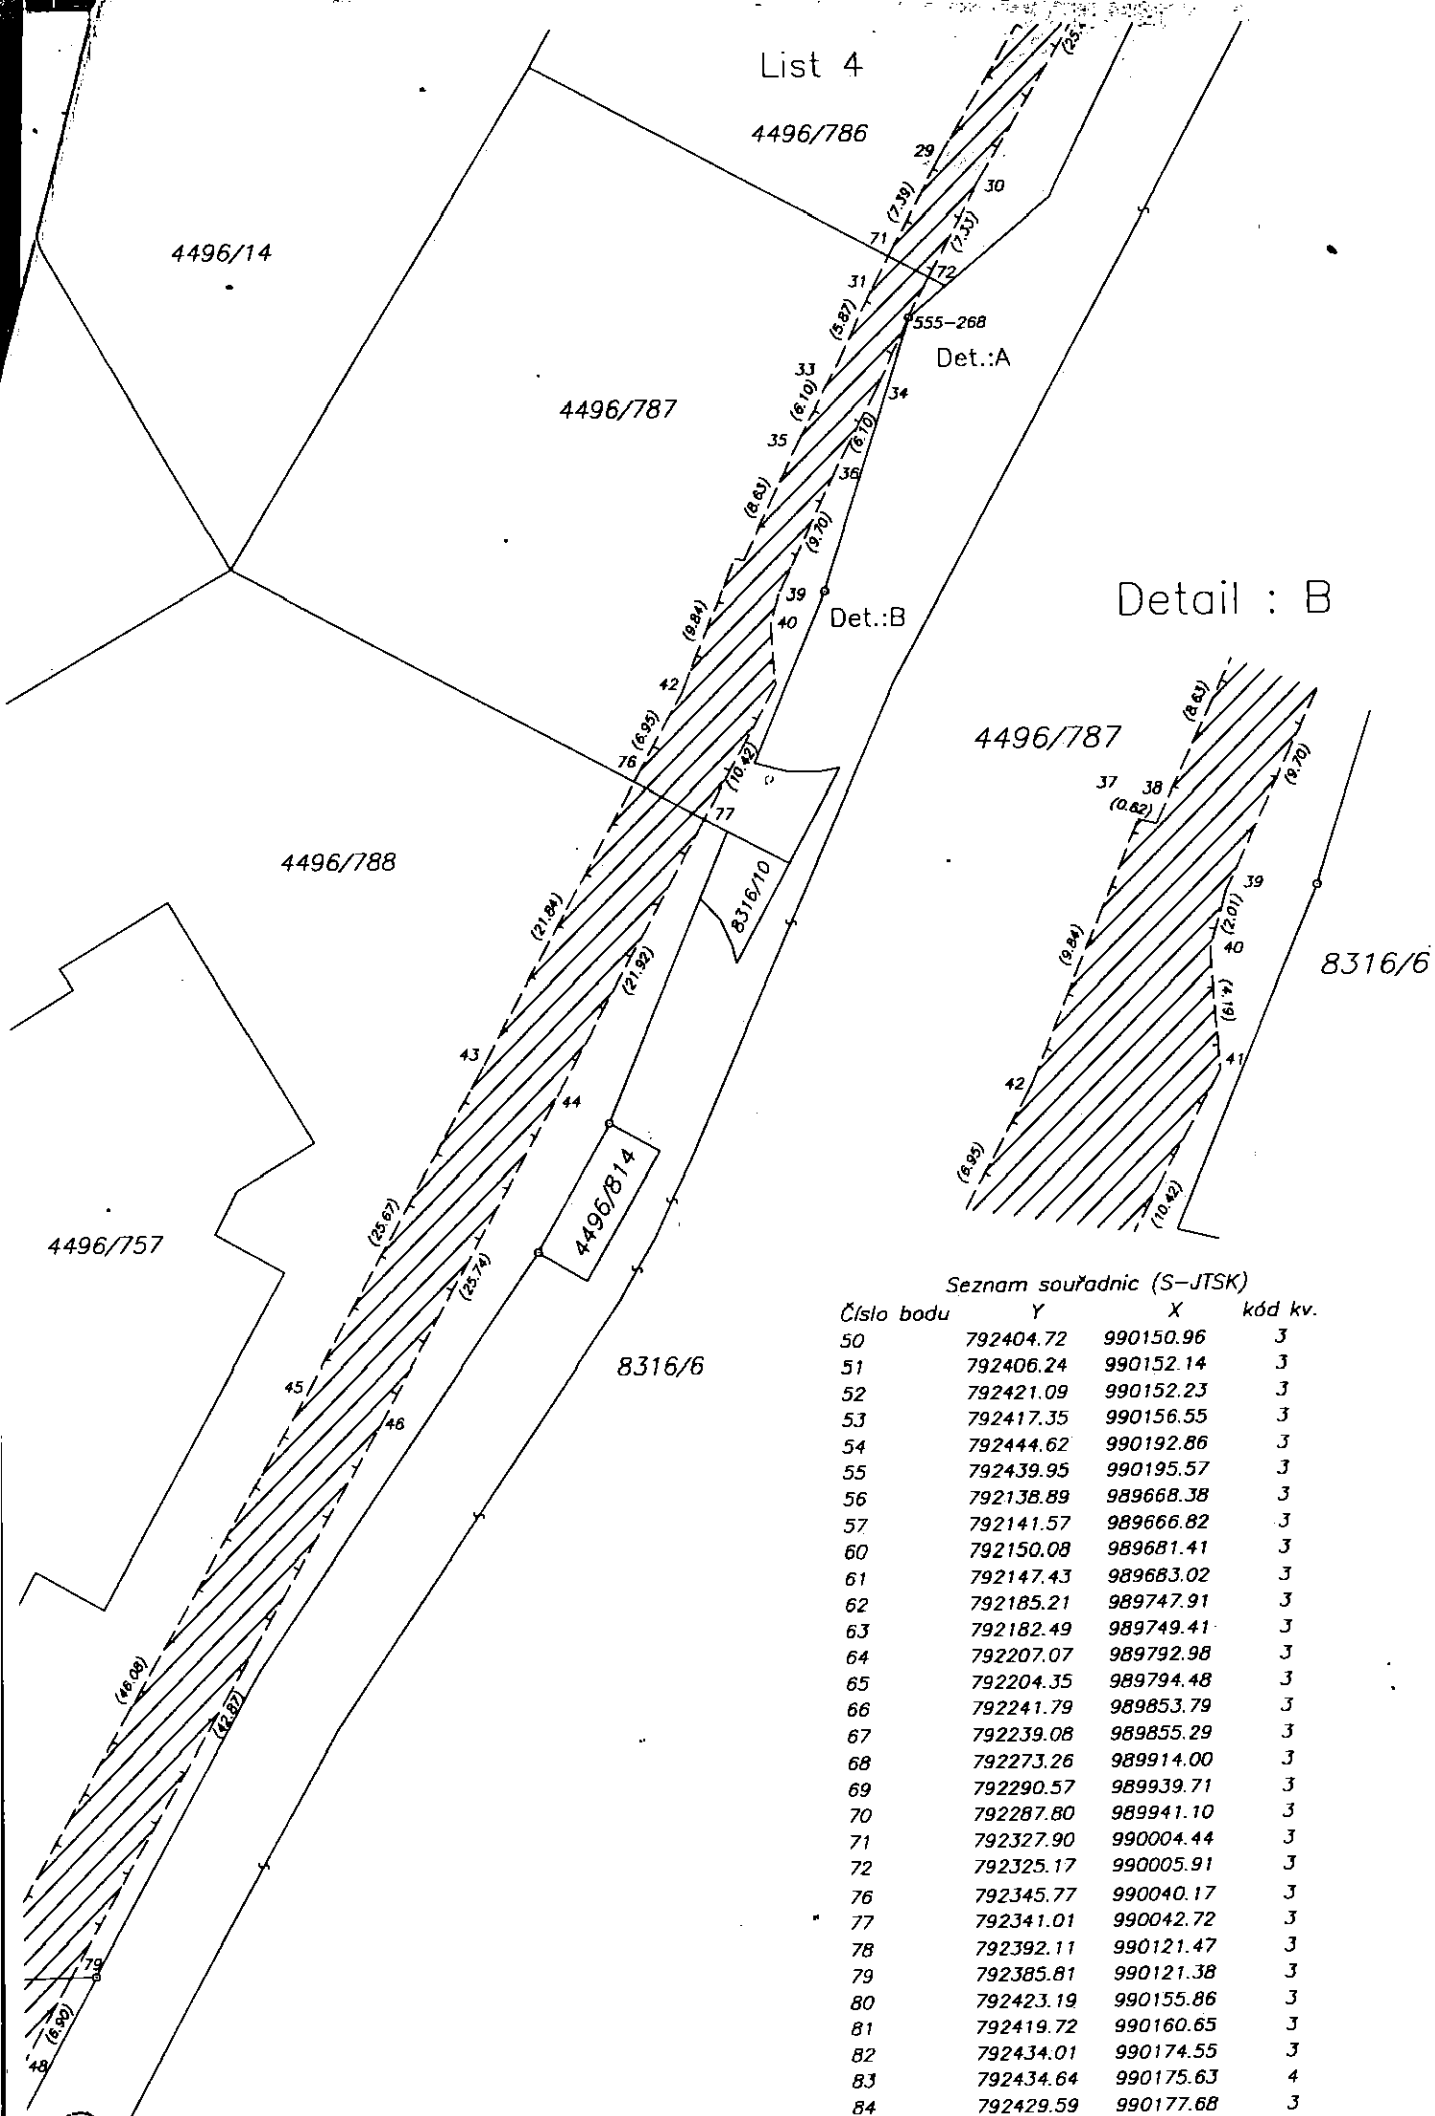 List 4
4496/786
29
30
(25.
(7.39)
(7.33)
71
72
4496/14
31
555-268
Det.:A
(5.87)
33
34
4496/787
(6.10)
(6.10)
35
36
(8.63)
(9.70)
39
Det.:B
40
(9.84)
42
(6.95)
(10.42)
76
77
4496/788
8316/10
(21.84)
(21.92)
43
44
4496/814
4496/757
(25.67)
(25.74)
8316/6
45
46
(46.08)
(42.87)
79
(6.90)
48
Detail : B
4496/787
(8.63)
(9.70)
37 38
(0.62)
39
(2.01)
40
8316/6
(9.84)
(4.19)
41
42
(6.95)
(10.42)
Seznam souřadnic (S-JTSK)
Číslo bodu Y X kód kv.
50 792404.72 990150.96 3
51 792406.24 990152.14 3
52 792421.09 990152.23 3
53 792417.35 990156.55 3
54 792444.62 990192.86 3
55 792439.95 990195.57 3
56 792138.89 989668.38 3
57 792141.57 989666.82 3
60 792150.08 989681.41 3
61 792147.43 989683.02 3
62 792185.21 989747.91 3
63 792182.49 989749.41 3
64 792207.07 989792.98 3
65 792204.35 989794.48 3
66 792241.79 989853.79 3
67 792239.08 989855.29 3
68 792273.26 989914.00 3
69 792290.57 989939.71 3
70 792287.80 989941.10 3
71 792327.90 990004.44 3
72 792325.17 990005.91 3
76 792345.77 990040.17 3
77 792341.01 990042.72 3
78 792392.11 990121.47 3
79 792385.81 990121.38 3
80 792423.19 990155.86 3
81 792419.72 990160.65 3
82 792434.01 990174.55 3
83 792434.64 990175.63 4
84 792429.59 990177.68 3